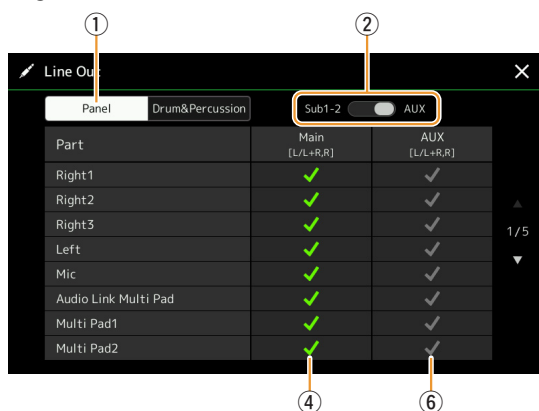 ① ②
Line Ou
Panel Drum&Percussion Sub1-2 AUX
Part Main AUX
[L/L+R,R] [L/L+R,R]
Right1
Right2
Right3
1/5
Left
Mic
Audio Link Multi Pad
Multi Pad1
Multi Pad2
④ ⑥